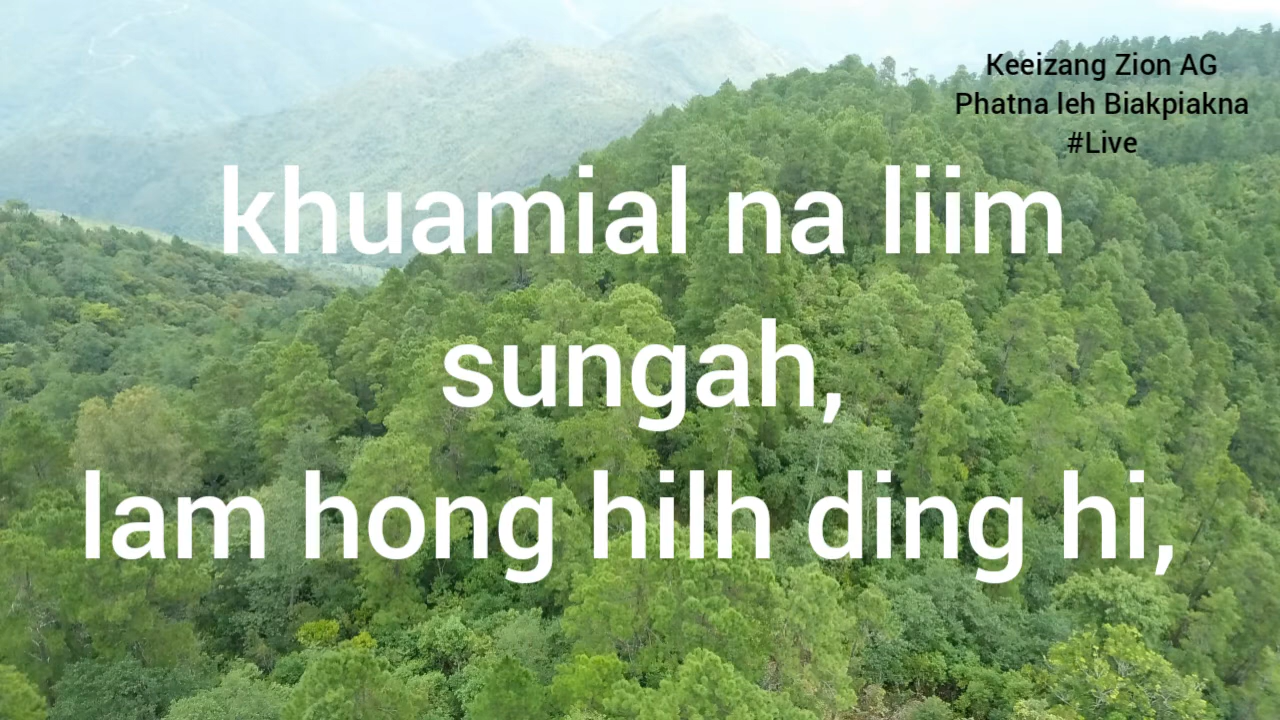 Keeizang Zion AG
Phatna leh Biakpiakna
#Live
khuamial na liim
sungah,
lam hong hilh ding hi,